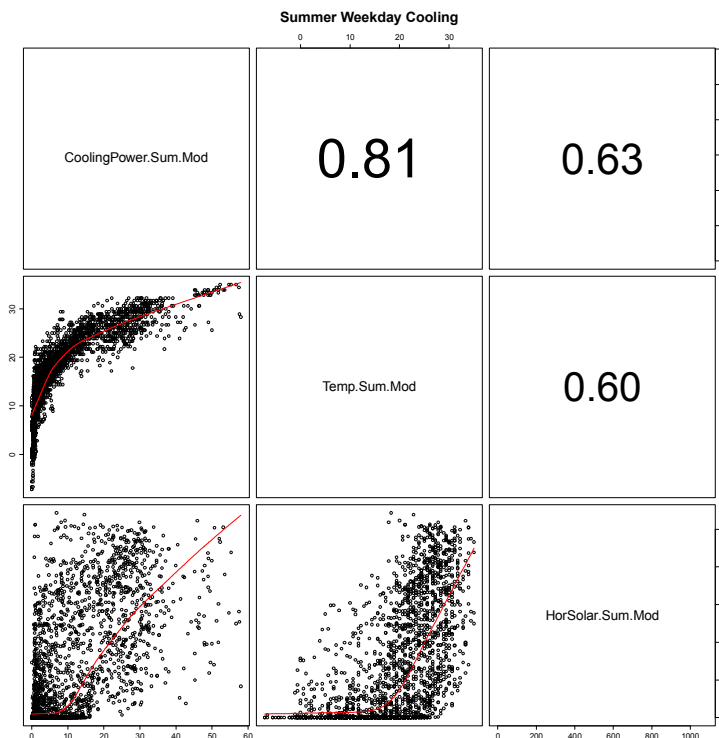 Summer Weekday Cooling
0 10 20 30
CoolingPower.Sum.Mod
0.81
0.63
0 10 20 30
Temp.Sum.Mod
0.60
HorSolar.Sum.Mod
0 10 20 30 40 50 60
0 200 400 600 800 1000